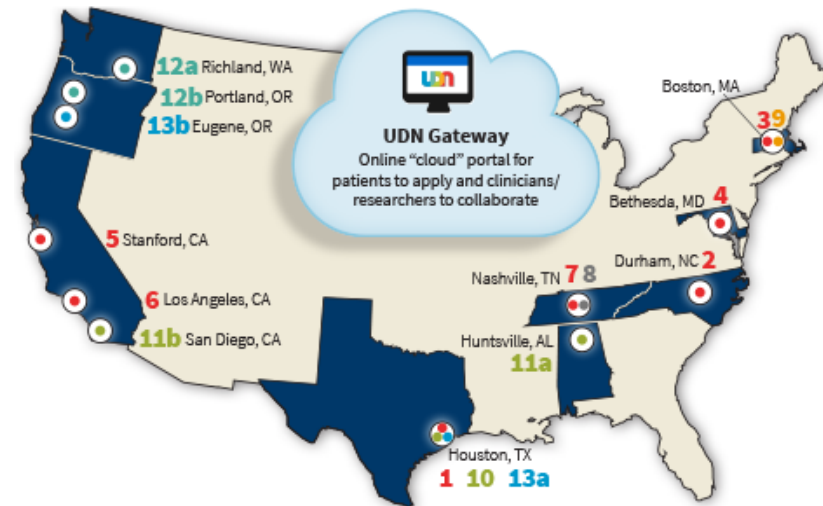 udn
UDN Gateway
Online “cloud” portal for
patients to apply and clinicians/
researchers to collaborate
12a Richland, WA
12b Portland, OR
13b Eugene, OR
5 Stanford, CA
6 Los Angeles, CA
11b San Diego, CA
Boston, MA
3 9
Bethesda, MD 4
Durham, NC 2
Nashville, TN 7 8
Huntsville, AL
11a
Houston, TX
1 10 13a